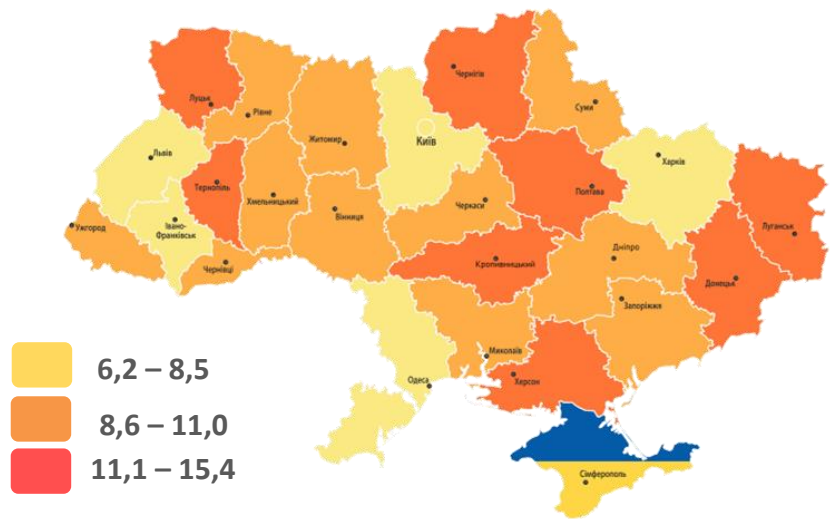 Чернігів
Луцьк
Рівне
Суми
Житомир
Київ
Львів
Харків
Тернопіль
Хмельницький
Полтава
Черкаси
Вінниця
Ужгород
Івано-
Франківськ
Луганськ
Чернівці
Кропивницький
Дніпро
Донецьк
Запоріжжя
Миколаїв
Одеса
Херсон
Сімферополь
6,2 – 8,5
8,6 – 11,0
11,1 – 15,4